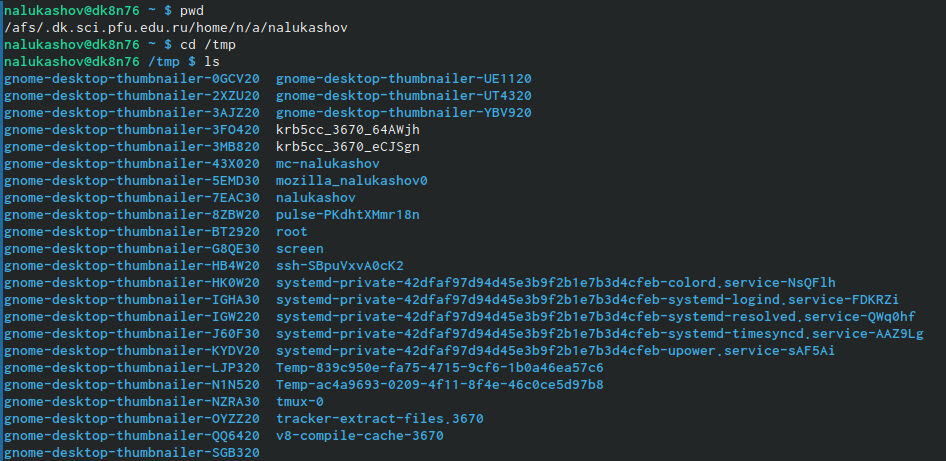 nalukashov@dk8n76 ~ $ pwd
/afs/.dk.sci.pfu.edu.ru/home/n/a/nalukashov
nalukashov@dk8n76 ~ $ cd /tmp
nalukashov@dk8n76 /tmp $ ls
gnome-desktop-thumbnailer-0GCV20  gnome-desktop-thumbnailer-UE1120
gnome-desktop-thumbnailer-2XZU20  gnome-desktop-thumbnailer-UT4320
gnome-desktop-thumbnailer-3AJZ20  gnome-desktop-thumbnailer-YBV920
gnome-desktop-thumbnailer-3FO420  krb5cc_3670_64AWjh
gnome-desktop-thumbnailer-3MB820  krb5cc_3670_eCJSgn
gnome-desktop-thumbnailer-43X020  mc-nalukashov
gnome-desktop-thumbnailer-5EMD30  mozilla_nalukashov0
gnome-desktop-thumbnailer-7EAC30  nalukashov
gnome-desktop-thumbnailer-8ZBW20  pulse-PKdhtXMmr18n
gnome-desktop-thumbnailer-BT2920  root
gnome-desktop-thumbnailer-G8QE30  screen
gnome-desktop-thumbnailer-HB4W20  ssh-SBpuVxvA0cK2
gnome-desktop-thumbnailer-HK0W20  systemd-private-42dfaf97d94d45e3b9f2b1e7b3d4cfeb-colord.service-NsQFlh
gnome-desktop-thumbnailer-IGHA30  systemd-private-42dfaf97d94d45e3b9f2b1e7b3d4cfeb-systemd-logind.service-FDKRZi
gnome-desktop-thumbnailer-IGW220  systemd-private-42dfaf97d94d45e3b9f2b1e7b3d4cfeb-systemd-resolved.service-QWq0hf
gnome-desktop-thumbnailer-J60F30  systemd-private-42dfaf97d94d45e3b9f2b1e7b3d4cfeb-systemd-timesyncd.service-AAZ9Lg
gnome-desktop-thumbnailer-KYDV20  systemd-private-42dfaf97d94d45e3b9f2b1e7b3d4cfeb-upower.service-sAF5Ai
gnome-desktop-thumbnailer-LJP320  Temp-839c950e-fa75-4715-9cf6-1b0a46ea57c6
gnome-desktop-thumbnailer-N1N520  Temp-ac4a9693-0209-4f11-8f4e-46c0ce5d97b8
gnome-desktop-thumbnailer-NZRA30  tmux-0
gnome-desktop-thumbnailer-OYZZ20  tracker-extract-files.3670
gnome-desktop-thumbnailer-QQ6420  v8-compile-cache-3670
gnome-desktop-thumbnailer-SGB320